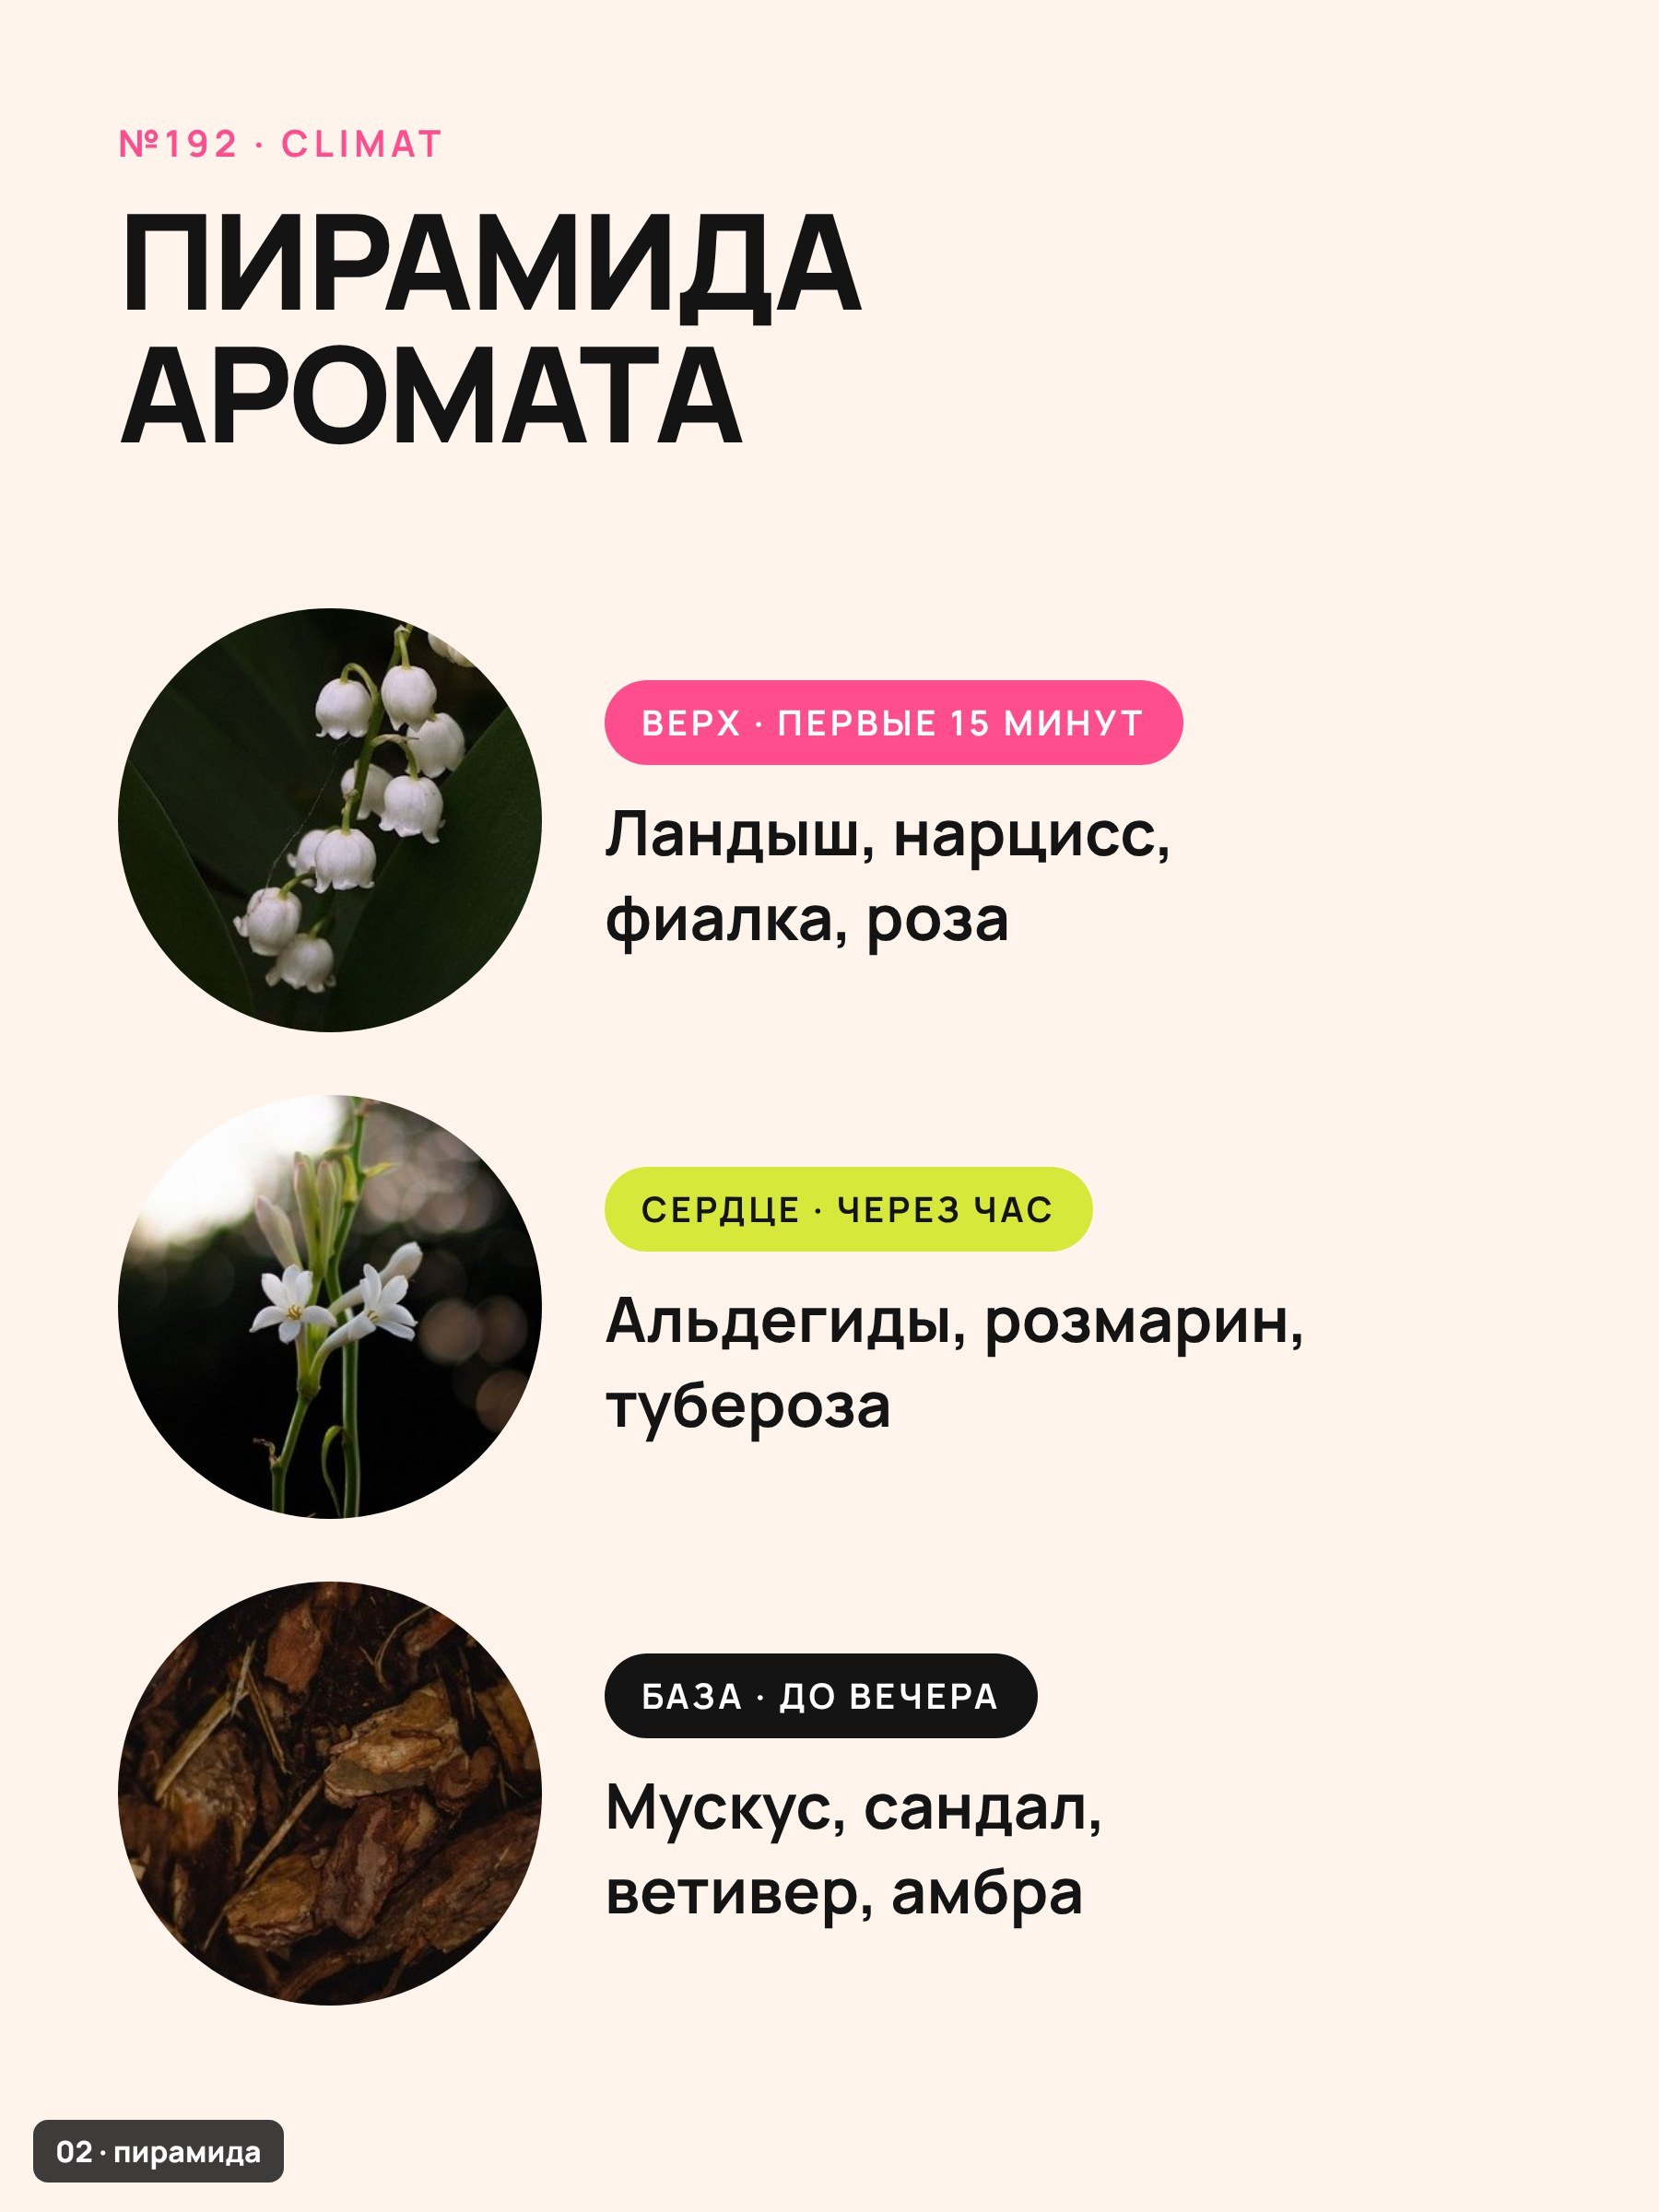 №192 · CLIMAT
ПИРАМИДА
АРОМАТА
ВЕРХ · ПЕРВЫЕ 15 МИНУТ
Ландыш, нарцисс,
фиалка, роза
СЕРДЦЕ · ЧЕРЕЗ ЧАС
Альдегиды, розмарин,
тубероза
БАЗА · ДО ВЕЧЕРА
Мускус, сандал,
ветивер, амбра
02 · пирамида